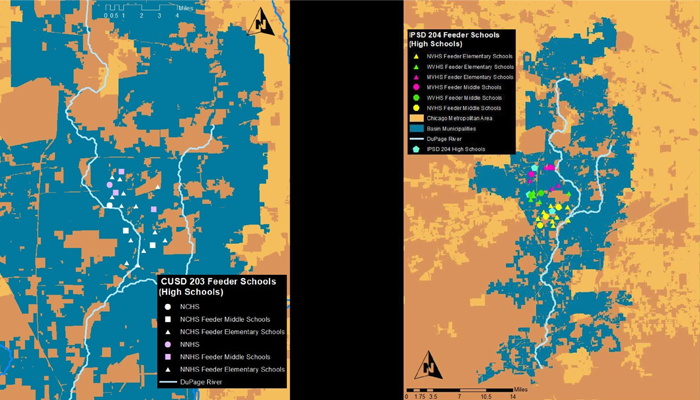 0 0.5 1 2 3 4
Miles
N
CUSD 203 Feeder Schools
(High Schools)
NCHS
NCHS Feeder Middle Schools
NCHS Feeder Elementary Schools
NNHS
NNHS Feeder Middle Schools
NNHS Feeder Elementary Schools
DuPage River
IPSD 204 Feeder Schools
(High Schools)
NVHS Feeder Elementary Schools
WVHS Feeder Elementary Schools
MVHS Feeder Elementary Schools
MVHS Feeder Middle Schools
WVHS Feeder Middle Schools
NVHS Feeder Middle Schools
Chicago Metropolitan Area
Basin Municipalities
DuPage River
IPSD 204 High Schools
N
Miles
0 1.75 3.5 7 10.5 14